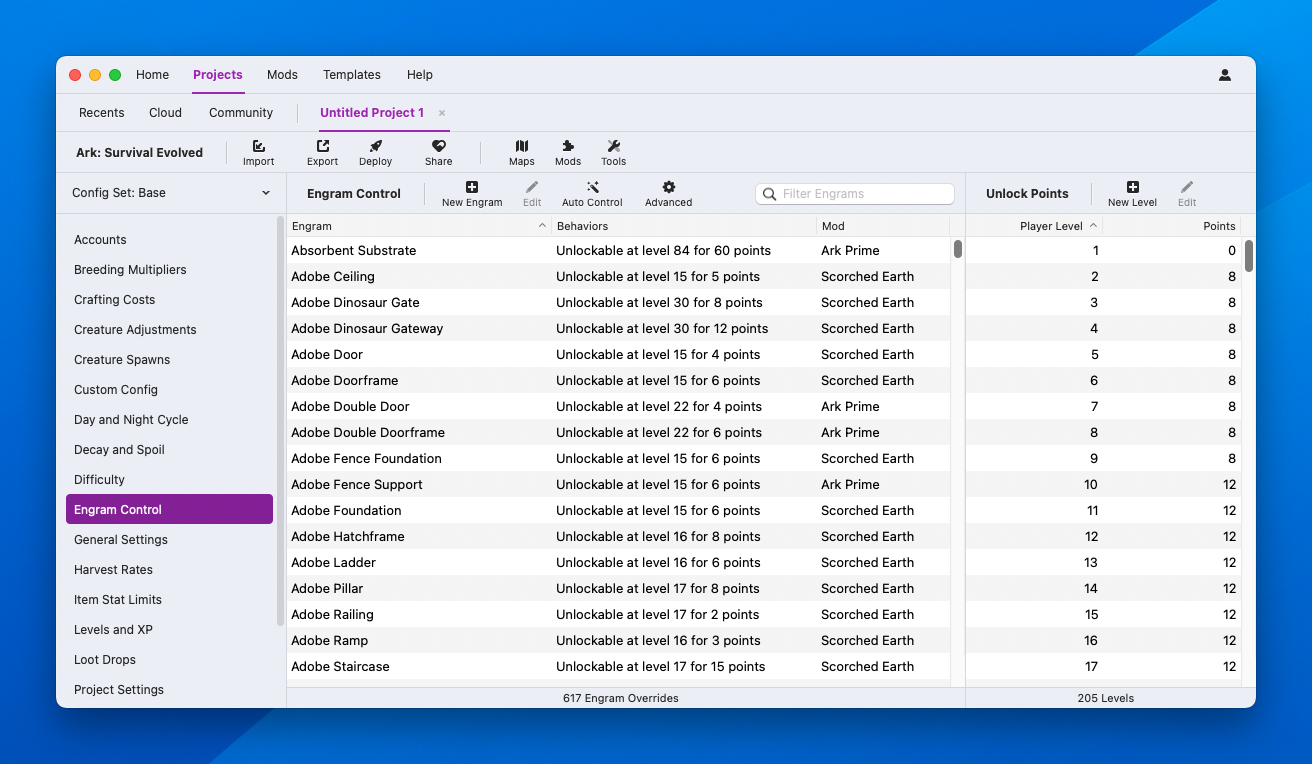 Home Projects Mods Templates Help
Recents Cloud Community Untitled Project 1 ×
Ark: Survival Evolved Import Export Deploy Share Maps Mods Tools
Config Set: Base
Accounts
Breeding Multipliers
Crafting Costs
Creature Adjustments
Creature Spawns
Custom Config
Day and Night Cycle
Decay and Spoil
Difficulty
Engram Control
General Settings
Harvest Rates
Item Stat Limits
Levels and XP
Loot Drops
Project Settings
Engram Control New Engram Edit Auto Control Advanced Filter Engrams
Engram Behaviors Mod
Absorbent Substrate Unlockable at level 84 for 60 points Ark Prime
Adobe Ceiling Unlockable at level 15 for 5 points Scorched Earth
Adobe Dinosaur Gate Unlockable at level 30 for 8 points Scorched Earth
Adobe Dinosaur Gateway Unlockable at level 30 for 12 points Scorched Earth
Adobe Door Unlockable at level 15 for 4 points Scorched Earth
Adobe Doorframe Unlockable at level 15 for 6 points Scorched Earth
Adobe Double Door Unlockable at level 22 for 4 points Ark Prime
Adobe Double Doorframe Unlockable at level 22 for 6 points Ark Prime
Adobe Fence Foundation Unlockable at level 15 for 6 points Scorched Earth
Adobe Fence Support Unlockable at level 15 for 6 points Ark Prime
Adobe Foundation Unlockable at level 15 for 6 points Scorched Earth
Adobe Hatchframe Unlockable at level 16 for 8 points Scorched Earth
Adobe Ladder Unlockable at level 16 for 6 points Scorched Earth
Adobe Pillar Unlockable at level 17 for 8 points Scorched Earth
Adobe Railing Unlockable at level 17 for 2 points Scorched Earth
Adobe Ramp Unlockable at level 16 for 3 points Scorched Earth
Adobe Staircase Unlockable at level 17 for 15 points Scorched Earth
617 Engram Overrides
Unlock Points New Level Edit
Player Level Points
1 0
2 8
3 8
4 8
5 8
6 8
7 8
8 8
9 8
10 12
11 12
12 12
13 12
14 12
15 12
16 12
17 12
205 Levels